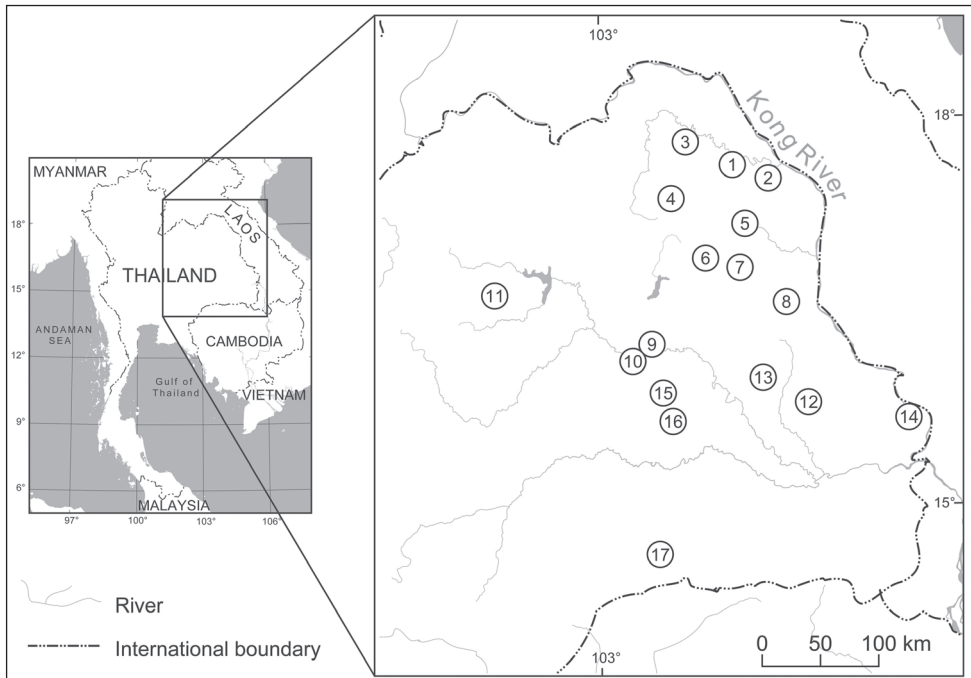 MYANMAR
LAOS
18°
THAILAND
15°
ANDAMAN
SEA
CAMBODIA
12°
Gulf of
Thailand
VIETNAM
9°
6°
MALAYSIA
97° 100° 103° 106°
River
International boundary
103°
Kong River
18°
3
1
2
4
5
6
7
11
8
9
10
13
15
12
16
14
15°
17
0 50 100 km
103°